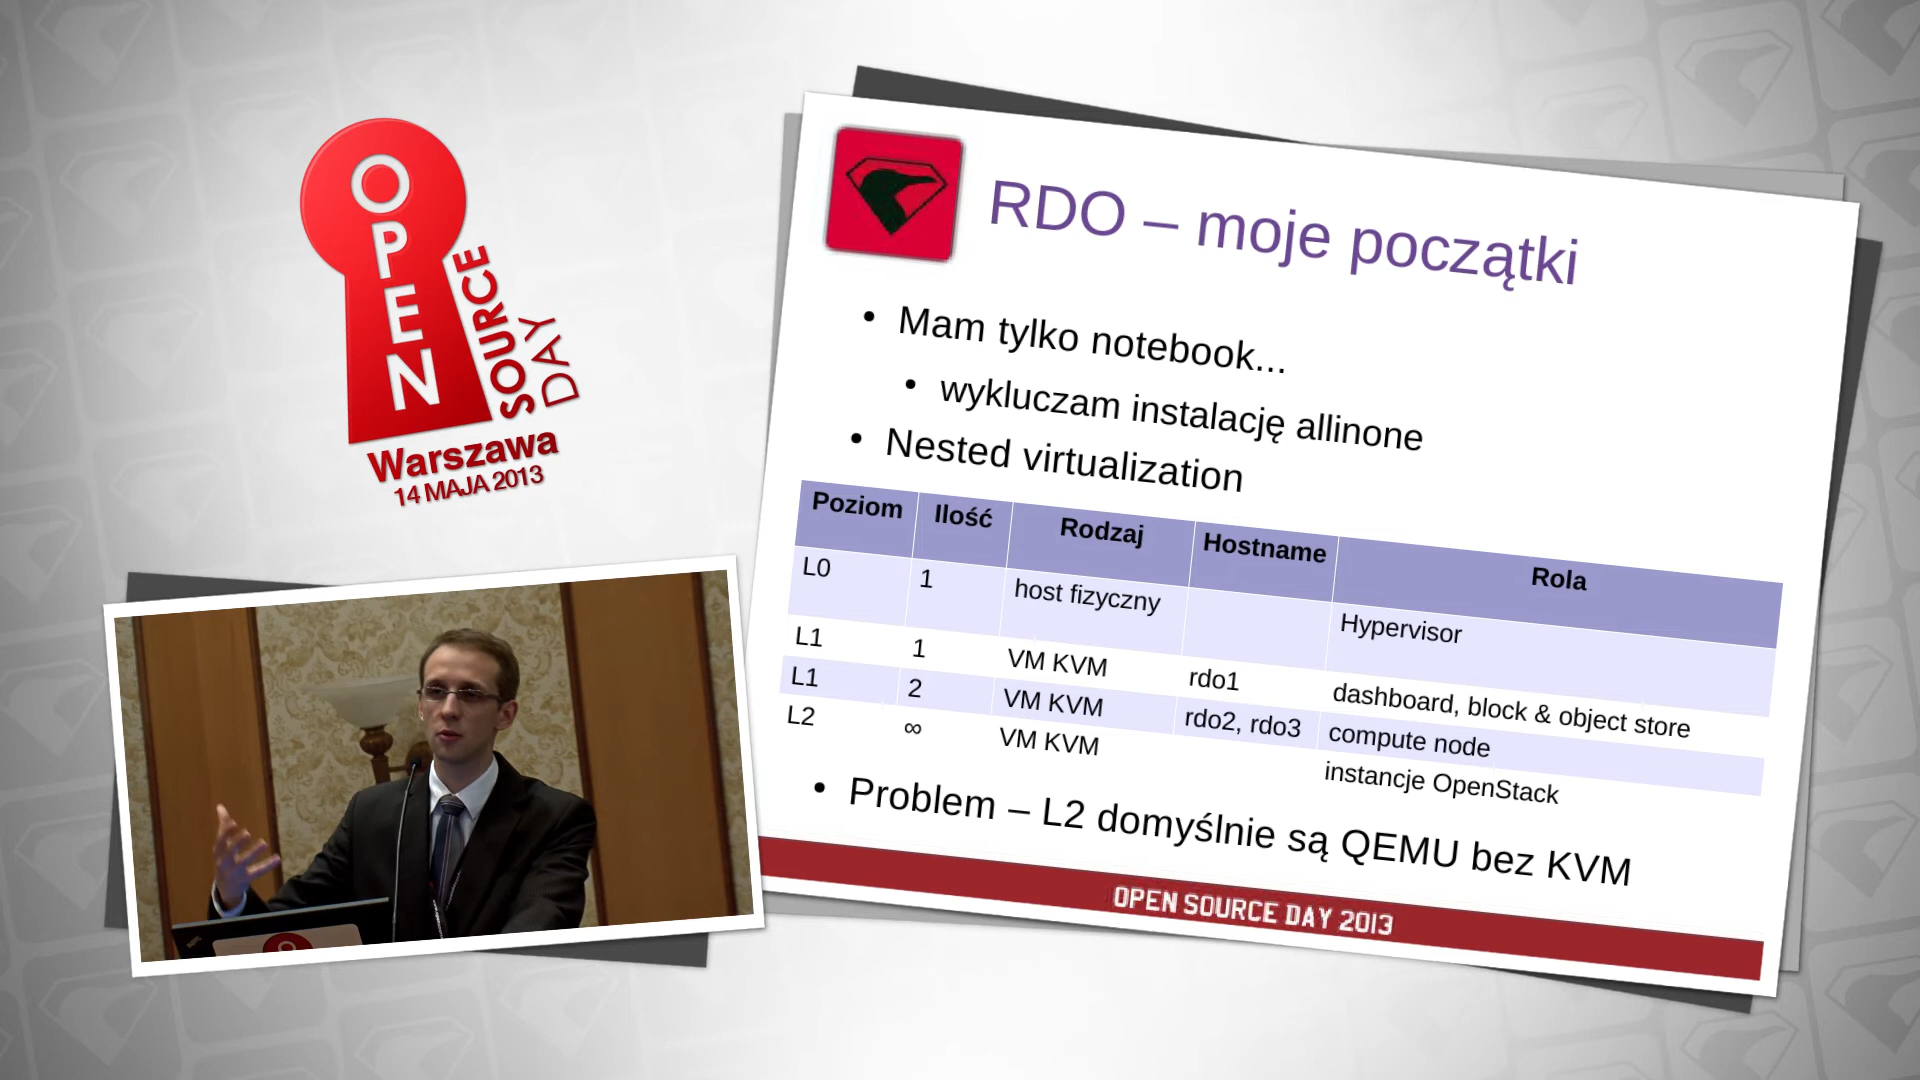 OPEN
SOURCE
DAY
Warszawa
14 MAJA 2013
RDO – moje początki
• Mam tylko notebook...
• wykluczam instalację allinone
• Nested virtualization
Poziom Ilość Rodzaj Hostname Rola
L0 1 host fizyczny Hypervisor
L1 1 VM KVM rdo1 dashboard, block & object store
L1 2 VM KVM rdo2, rdo3 compute node
L2 ∞ VM KVM instancje OpenStack
• Problem – L2 domyślnie są QEMU bez KVM
OPEN SOURCE DAY 2013